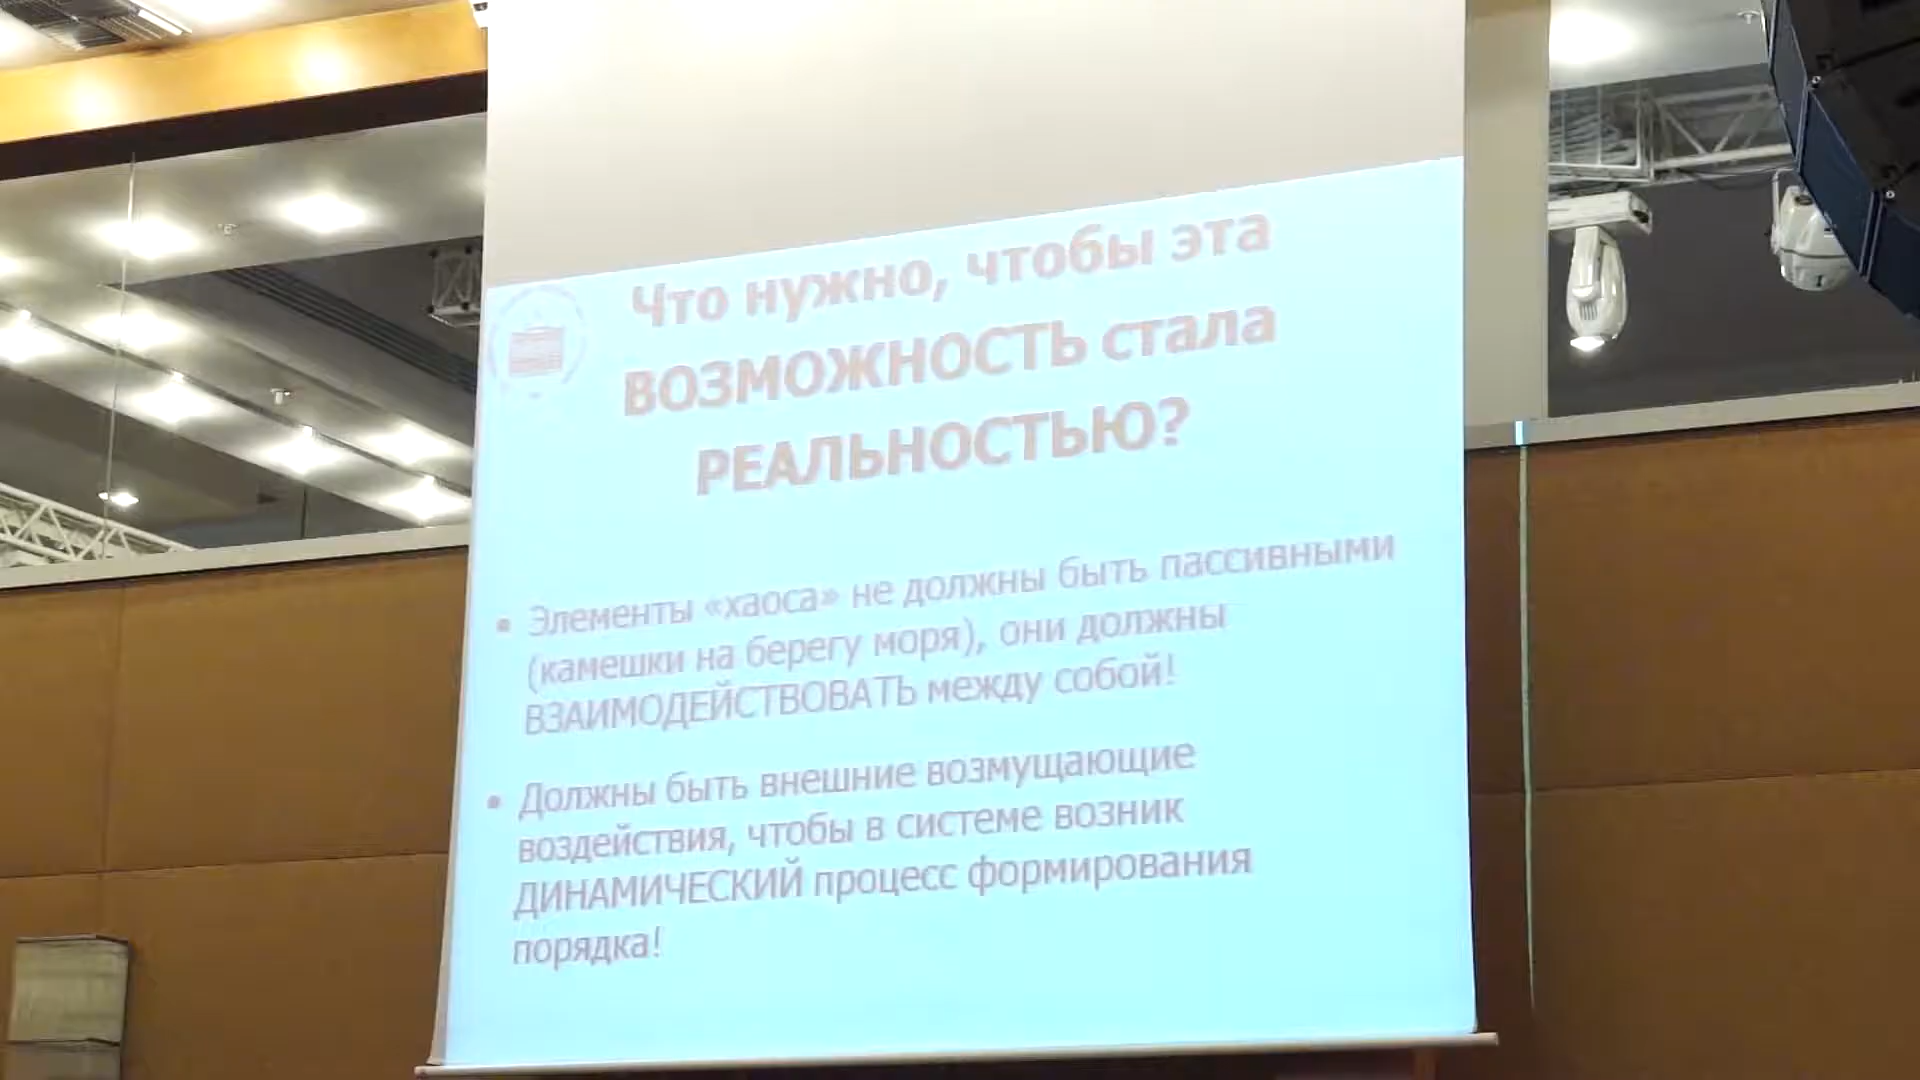 Что нужно, чтобы эта
ВОЗМОЖНОСТЬ стала
РЕАЛЬНОСТЬЮ?
• Элементы «хаоса» не должны быть пассивными
(камешки на берегу моря), они должны
ВЗАИМОДЕЙСТВОВАТЬ между собой!
• Должны быть внешние возмущающие
воздействия, чтобы в системе возник
ДИНАМИЧЕСКИЙ процесс формирования
порядка!